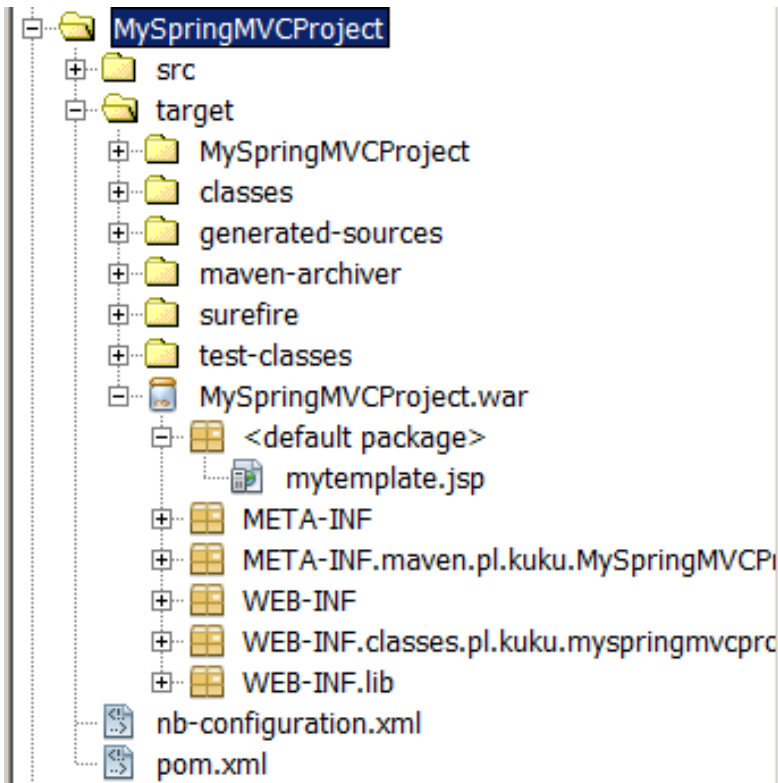 MySpringMVCProject
src
target
MySpringMVCProject
classes
generated-sources
maven-archiver
surefire
test-classes
MySpringMVCProject.war
<default package>
mytemplate.jsp
META-INF
META-INF.maven.pl.kuku.MySpringMVCP
WEB-INF
WEB-INF.classes.pl.kuku.myspringmvcpro
WEB-INF.lib
nb-configuration.xml
pom.xml